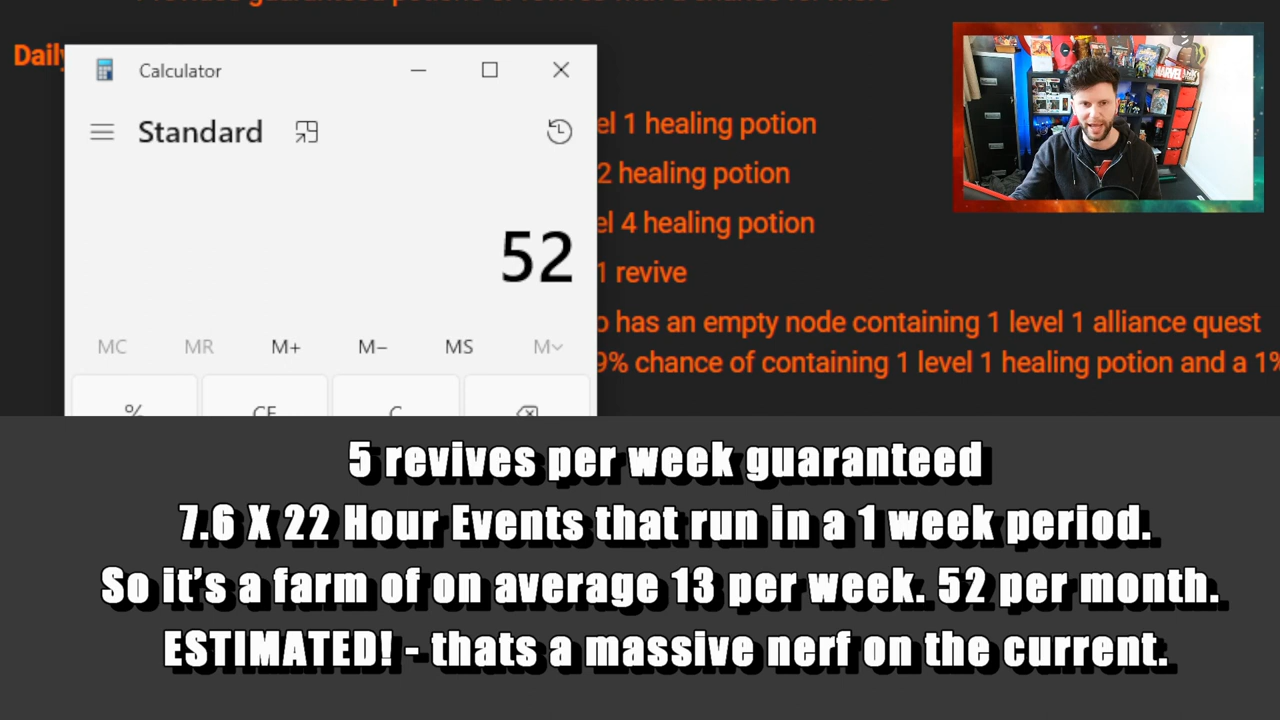 Calculator
Standard
el 1 healing potion
2 healing potion
el 4 healing potion
52
1 revive
has an empty node containing 1 level 1 alliance quest
MC MR M+ M− MS M
9% chance of containing 1 level 1 healing potion and a 1%
% CE C
MARVEL
5 revives per week guaranteed
7.6 X 22 Hour Events that run in a 1 week period.
So it's a farm of on average 13 per week. 52 per month.
ESTIMATED! - thats a massive nerf on the current.